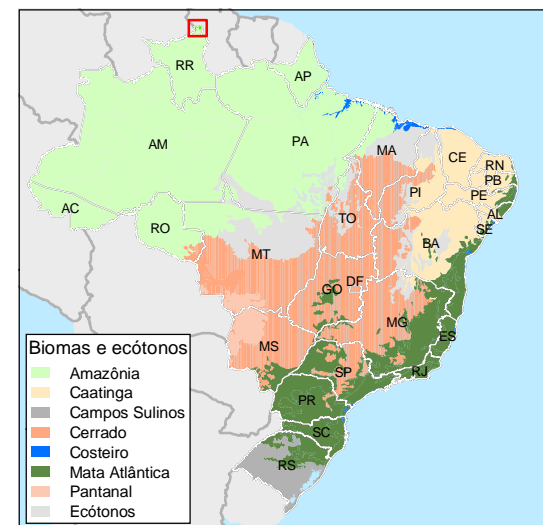 RR
AP
AM
PA
MA
CE
RN
PB
PI
PE
AC
AL
TO
SE
RO
BA
MT
DF
GO
MG
ES
MS
SP
RJ
PR
SC
RS
Biomas e ecótonos
Amazônia
Caatinga
Campos Sulinos
Cerrado
Costeiro
Mata Atlântica
Pantanal
Ecótonos